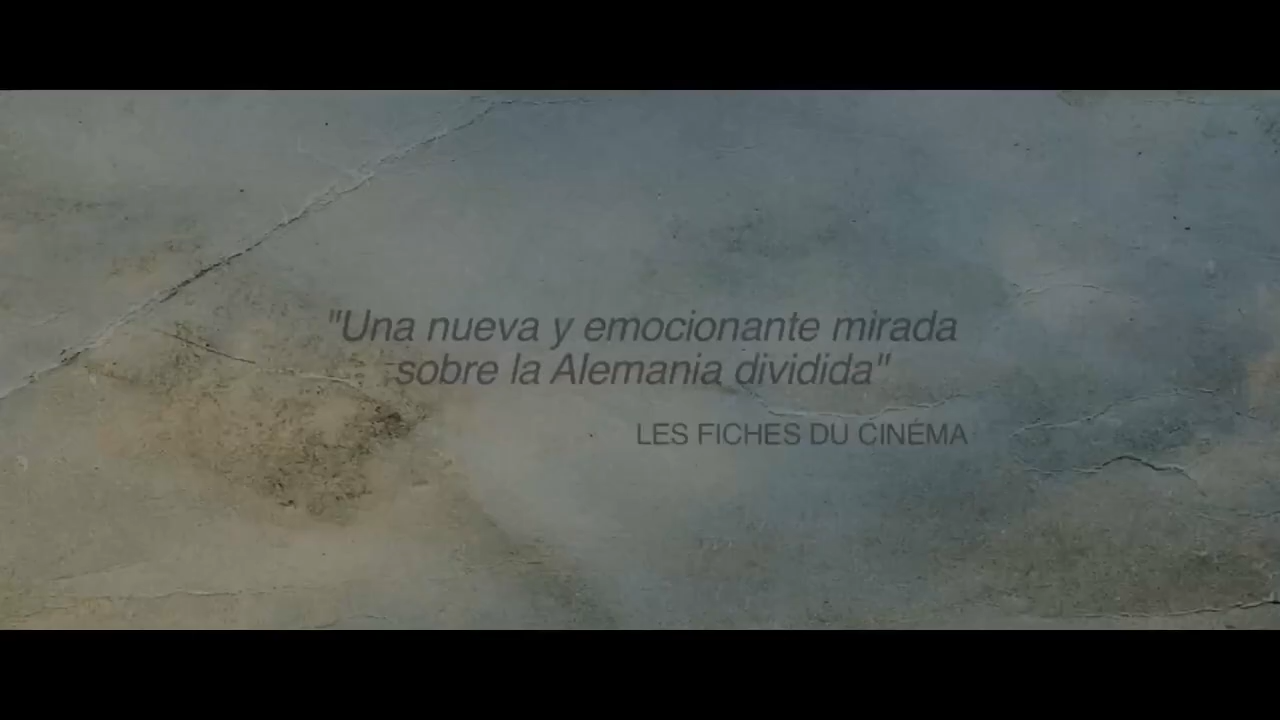 "Una nueva y emocionante mirada
sobre la Alemania dividida"
LES FICHES DU CINÉMA